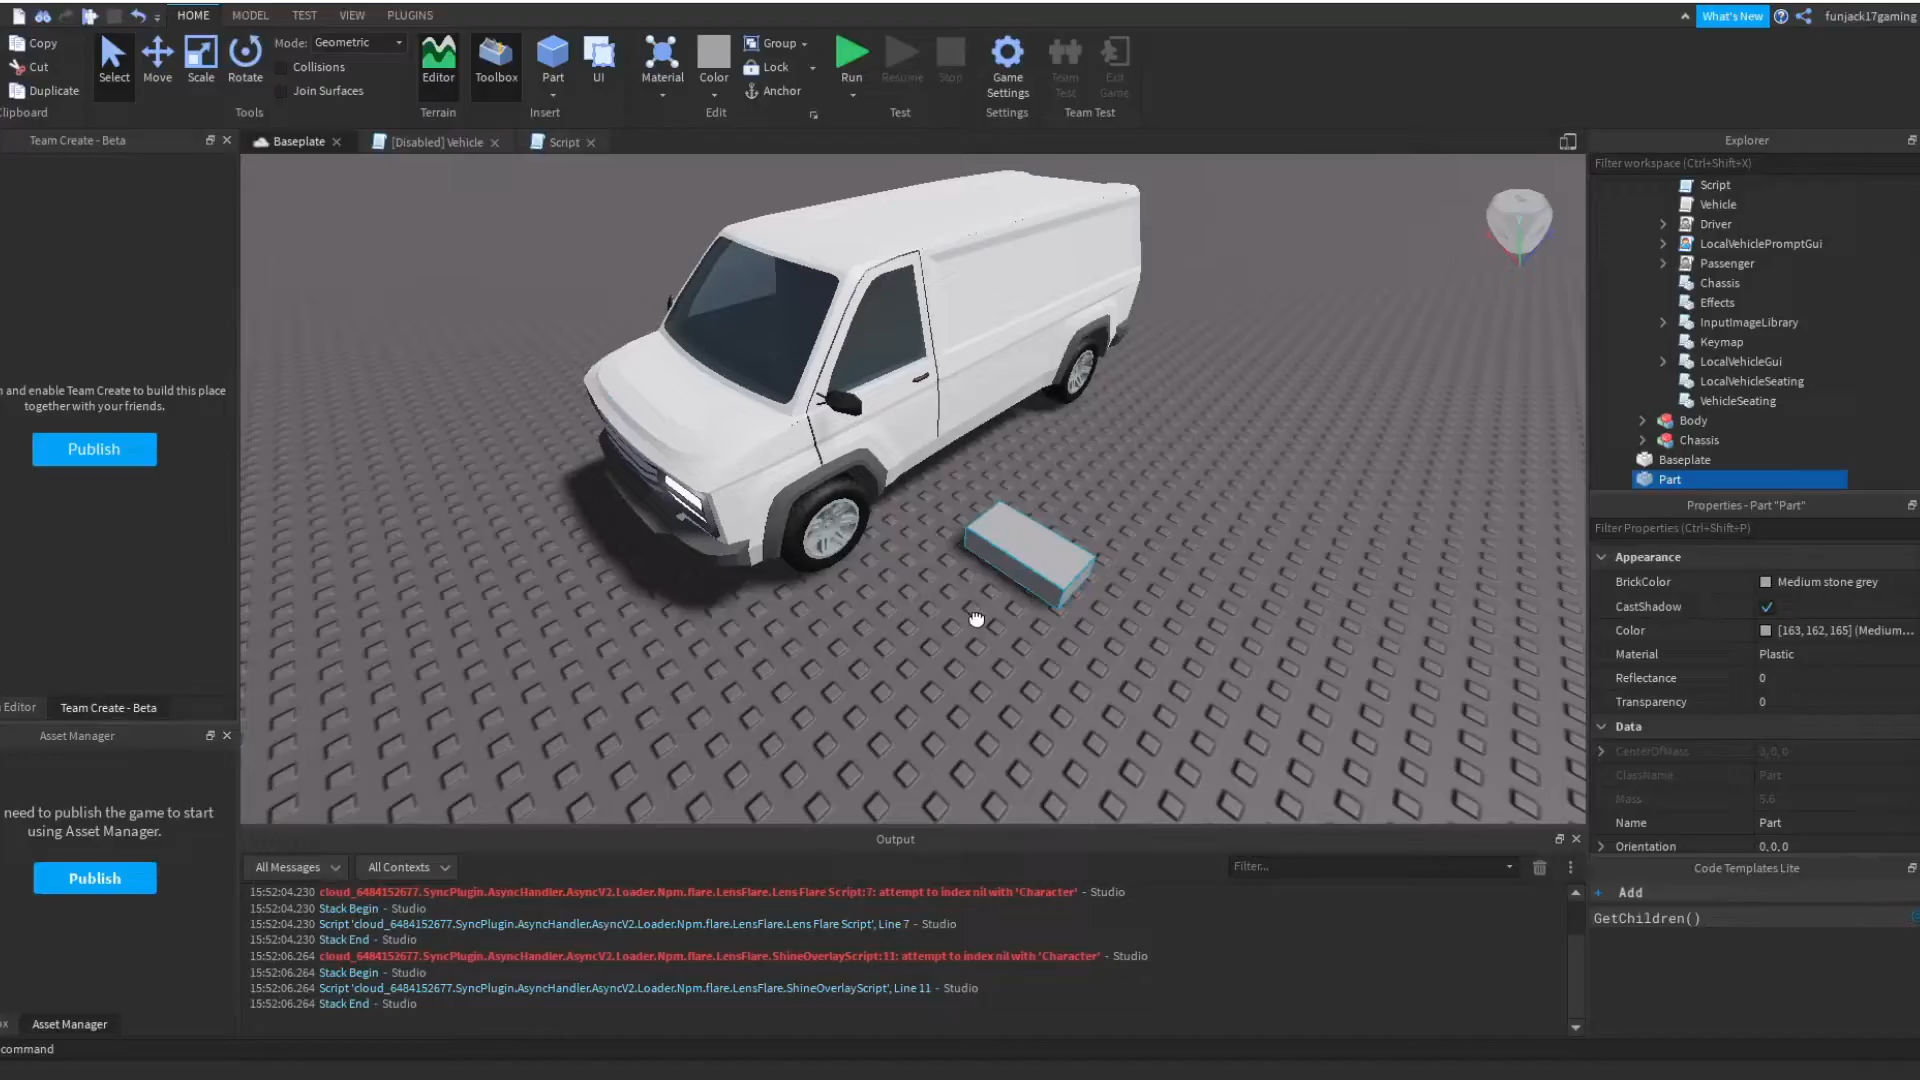 HOME
MODEL
TEST
VIEW
PLUGINS
What's New
funjack17gaming
Copy
Cut
Duplicate
Clipboard
Select
Move
Scale
Rotate
Mode: Geometric
Collisions
Join Surfaces
Tools
Editor
Terrain
Toolbox
Part
UI
Insert
Material
Color
Group
Lock
Anchor
Edit
Run
Resume
Stop
Test
Game
Settings
Settings
Team
Test
Exit
Game
Team Test
Team Create - Beta
Baseplate
[Disabled] Vehicle
Script
Explorer
Filter workspace (Ctrl+Shift+X)
Script
Vehicle
Driver
LocalVehiclePromptGui
Passenger
Chassis
Effects
InputImageLibrary
Keymap
LocalVehicleGui
LocalVehicleSeating
VehicleSeating
Body
Chassis
Baseplate
Part
and enable Team Create to build this place
together with your friends.
Publish
Editor
Team Create - Beta
Asset Manager
need to publish the game to start
using Asset Manager.
Publish
Asset Manager
command
Properties - Part "Part"
Filter Properties (Ctrl+Shift+P)
Appearance
BrickColor Medium stone grey
CastShadow
Color [163, 162, 165] (Medium...
Material Plastic
Reflectance 0
Transparency 0
Data
CenterOfMass 0, 0, 0
ClassName Part
Mass 5.6
Name Part
Orientation 0, 0, 0
Code Templates Lite
Add
GetChildren()
Output
All Messages
All Contexts
Filter...
15:52:04.230 cloud_6484152677.SyncPlugin.AsyncHandler.AsyncV2.Loader.Npm.flare.LensFlare.Lens Flare Script:7: attempt to index nil with 'Character' - Studio
15:52:04.230 Stack Begin - Studio
15:52:04.230 Script 'cloud_6484152677.SyncPlugin.AsyncHandler.AsyncV2.Loader.Npm.flare.LensFlare.Lens Flare Script', Line 7 - Studio
15:52:04.230 Stack End - Studio
15:52:06.264 cloud_6484152677.SyncPlugin.AsyncHandler.AsyncV2.Loader.Npm.flare.LensFlare.ShineOverlayScript:11: attempt to index nil with 'Character' - Studio
15:52:06.264 Stack Begin - Studio
15:52:06.264 Script 'cloud_6484152677.SyncPlugin.AsyncHandler.AsyncV2.Loader.Npm.flare.LensFlare.ShineOverlayScript', Line 11 - Studio
15:52:06.264 Stack End - Studio